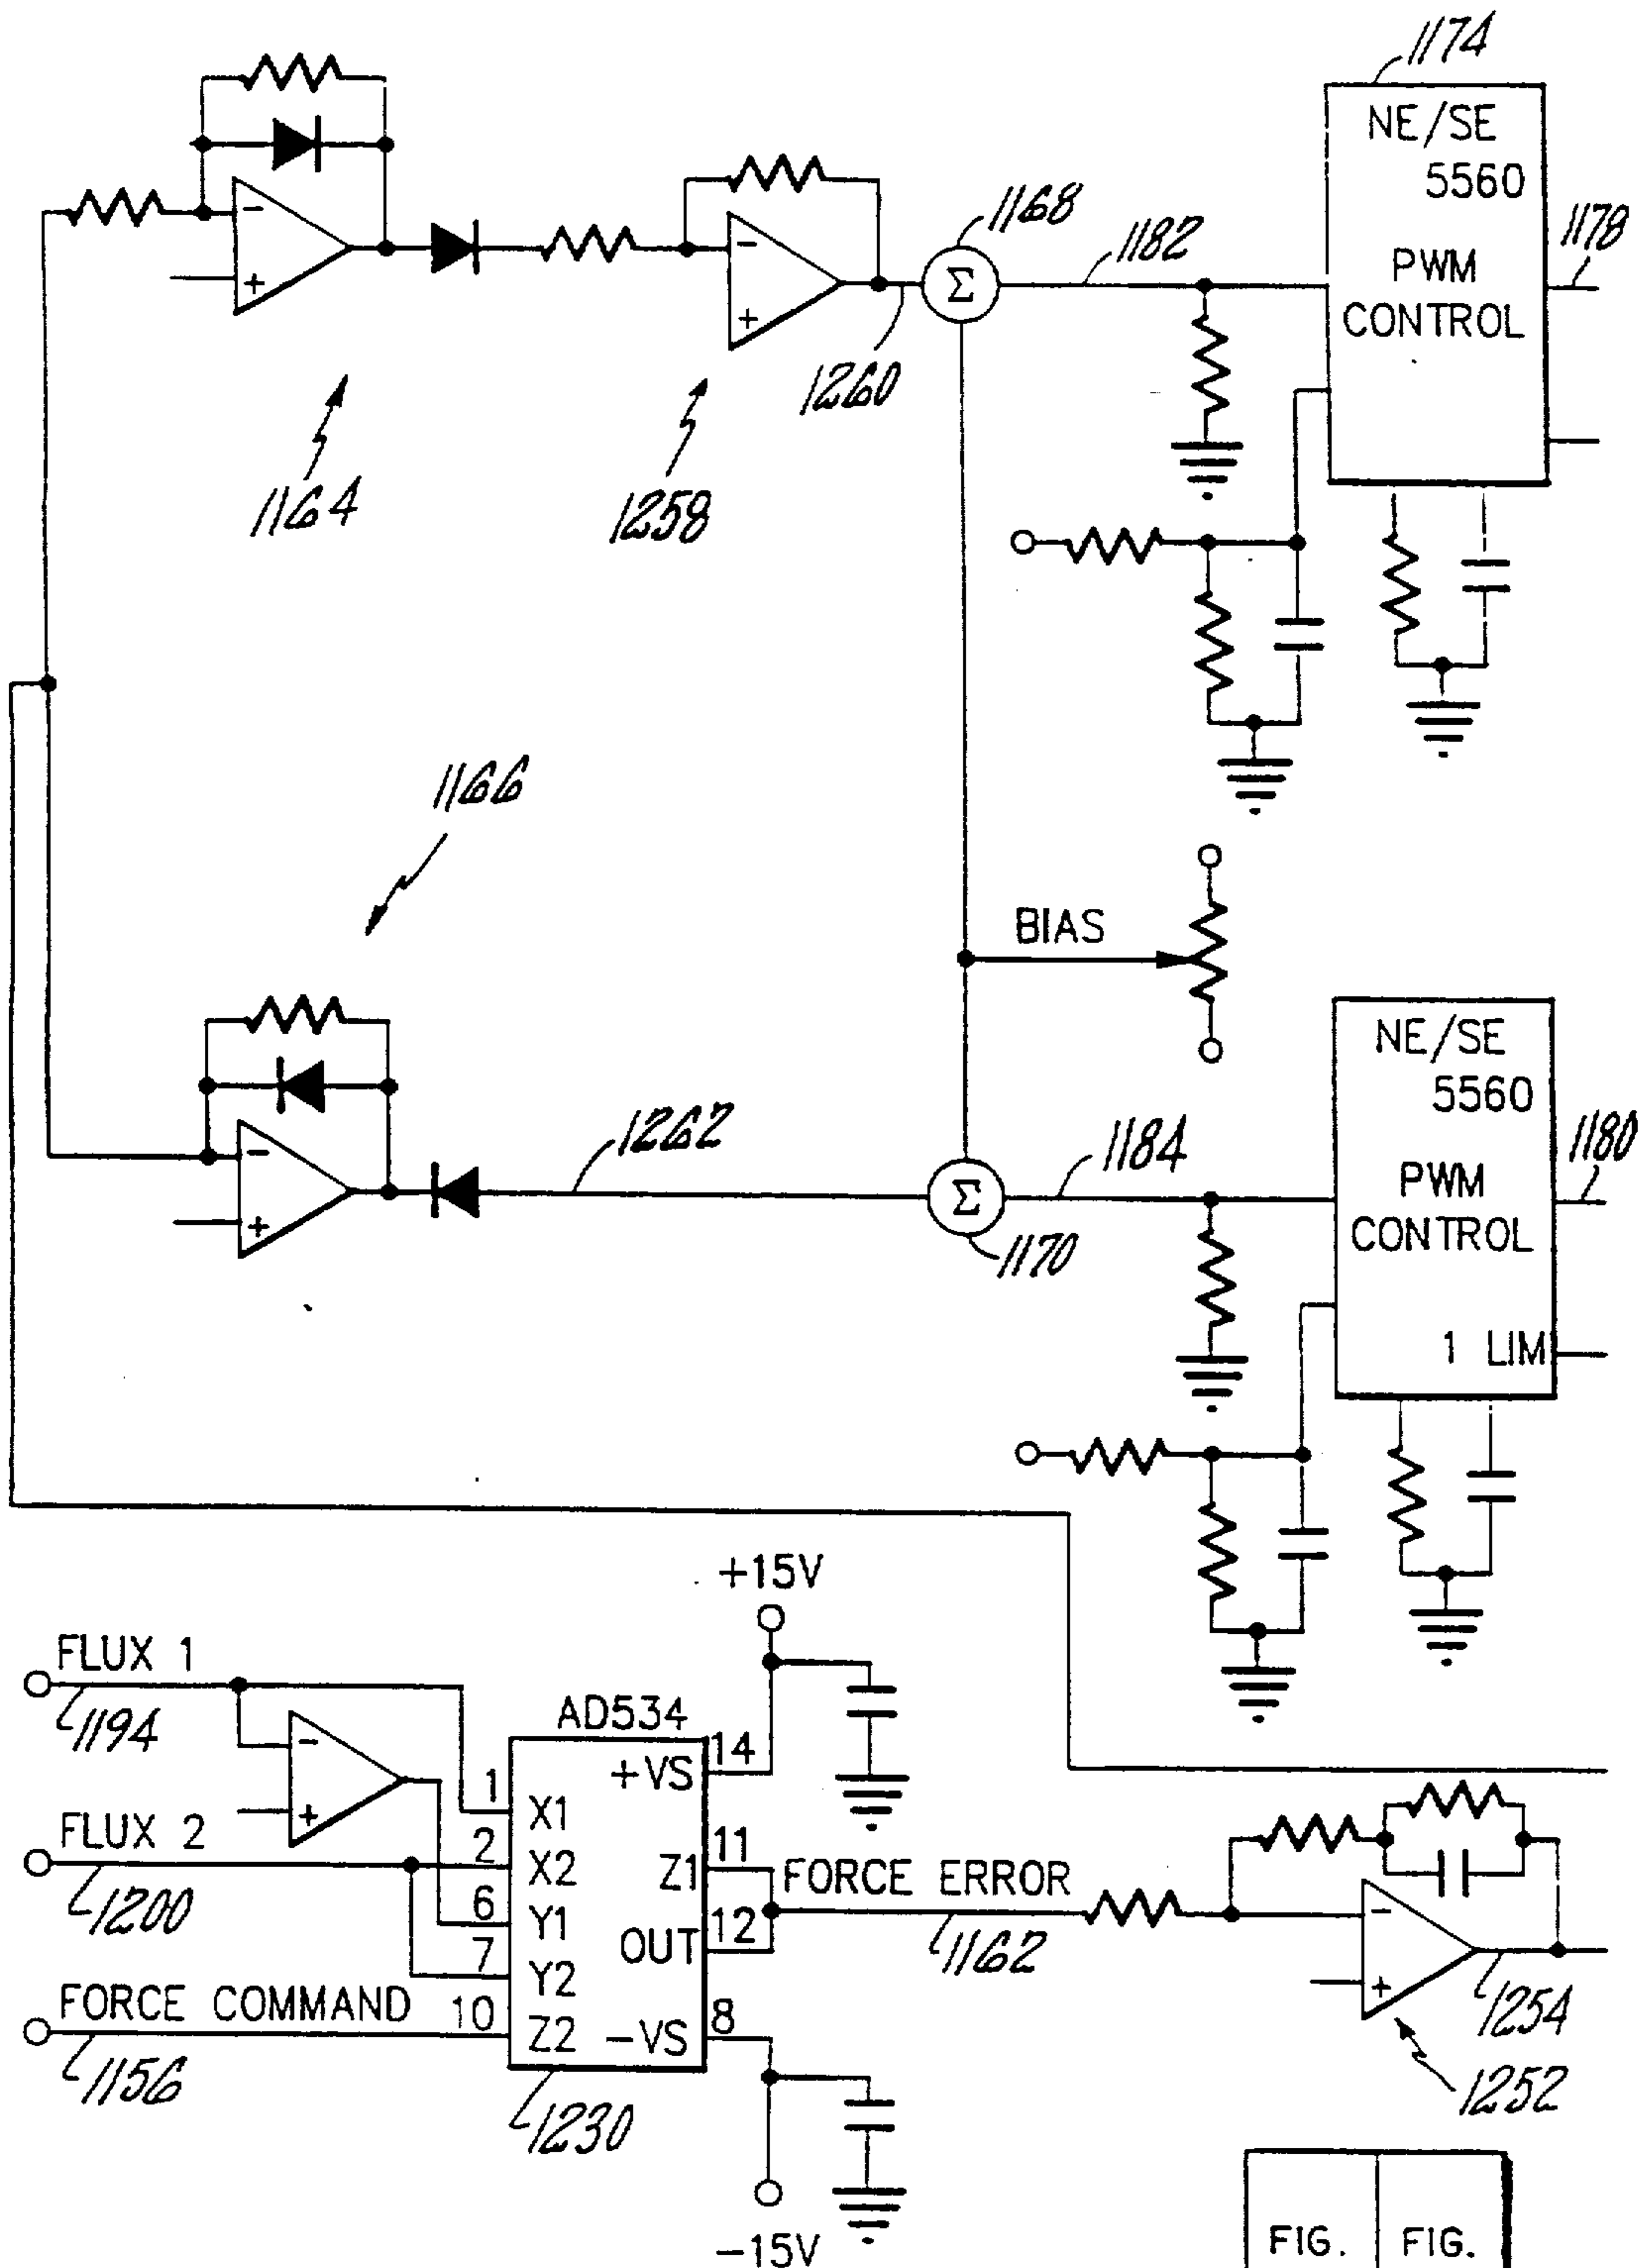 1174
NE/SE
5560
PWM
CONTROL
1178
1168
Σ
1182
-
+
-
+
1260
1164
1258
1166
BIAS
NE/SE
5560
PWM
CONTROL
1 LIM
1180
-
+
1262
Σ
1184
1170
+15V
FLUX 1
1194
AD534
-
+
1 X1
+VS 14
FLUX 2
1200
2 X2
Z1 11
FORCE ERROR
1162
6 Y1
OUT 12
7 Y2
FORCE COMMAND
1156
10 Z2
-VS 8
1230
-
+
1254
1252
-15V
FIG. FIG.